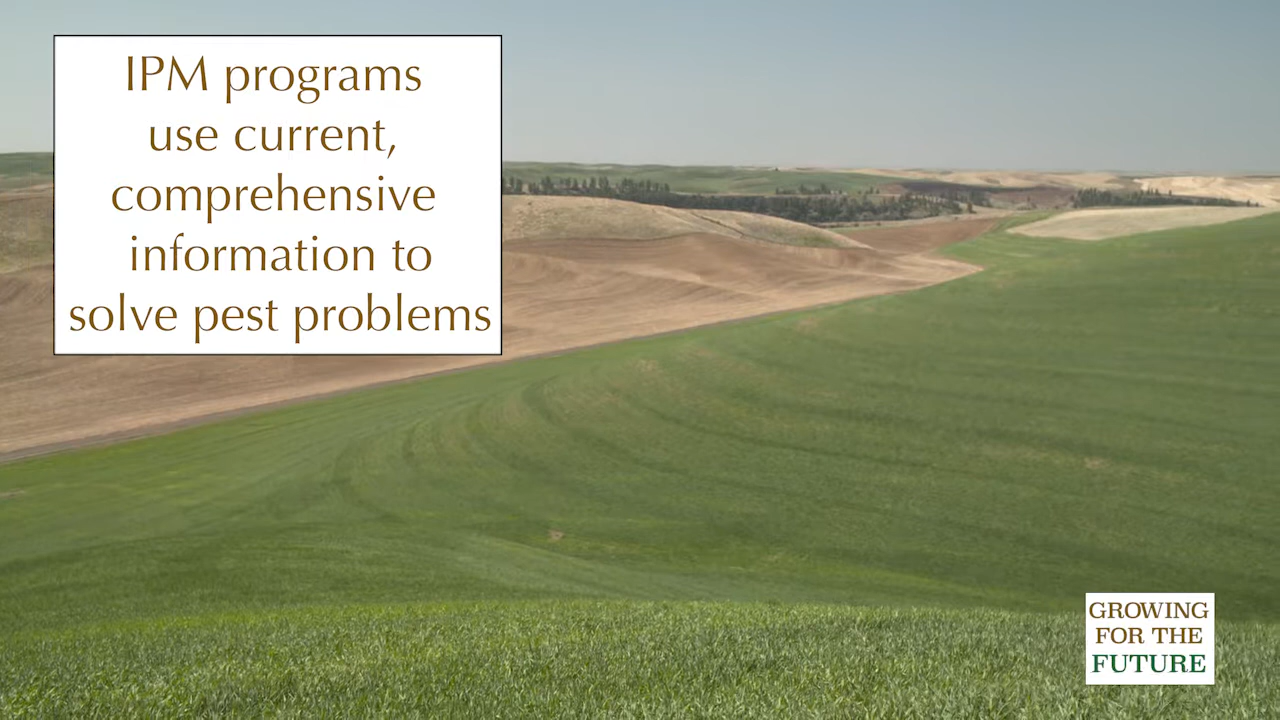 IPM programs
use current,
comprehensive
information to
solve pest problems
GROWING
FOR THE
FUTURE